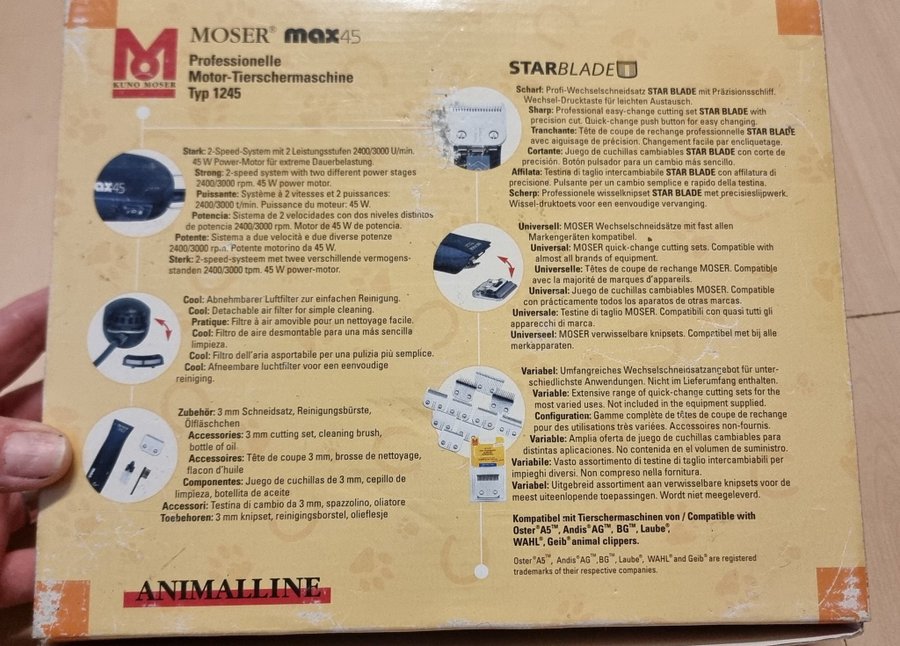 MOSER® max45
KUNO MOSER
Professionelle
Motor-Tierschermaschine
Typ 1245
max45
Stark: 2-Speed-System mit 2 Leistungsstufen 2400/3000 U/min.
45 W Power-Motor für extreme Dauerbelastung.
Strong: 2-speed system with two different power stages
2400/3000 rpm. 45 W power motor.
Puissante: Système à 2 vitesses et 2 puissances:
2400/3000 t/min. Puissance du moteur: 45 W.
Potencia: Sistema de 2 velocidades con dos niveles distintos
de potencia 2400/3000 rpm. Motor de 45 W de potencia.
Potente: Sistema a due velocità e due diverse potenze
2400/3000 rpm. Potente motorino da 45 W.
Sterk: 2-speed-systeem met twee verschillende vermogens-
standen 2400/3000 tpm. 45 W power-motor.
Cool: Abnehmbarer Luftfilter zur einfachen Reinigung.
Cool: Detachable air filter for simple cleaning.
Pratique: Filtre à air amovible pour un nettoyage facile.
Cool: Filtro de aire desmontable para una más sencilla
limpieza.
Cool: Filtro dell'aria asportabile per una pulizia più semplice.
Cool: Afneembare luchtfilter voor een eenvoudige
reiniging.
Zubehör: 3 mm Schneidsatz, Reinigungsbürste,
Ölfläschchen
Accessories: 3 mm cutting set, cleaning brush,
bottle of oil
Accessoires: Tête de coupe 3 mm, brosse de nettoyage,
flacon d'huile
Componentes: Juego de cuchillas de 3 mm, cepillo de
limpieza, botellita de aceite
Accessori: Testina di cambio da 3 mm, spazzolino, oliatore
Toebehoren: 3 mm knipset, reinigingsborstel, olieflesje
ANIMALLINE
STARBLADE
Scharf: Profi-Wechselschneidsatz STAR BLADE mit Präzisionsschliff.
Wechsel-Drucktaste für leichten Austausch.
Sharp: Professional easy-change cutting set STAR BLADE with
precision cut. Quick-change push button for easy changing.
Tranchante: Tête de coupe de rechange professionnelle STAR BLADE
avec aiguisage de précision. Changement facile par encliquetage.
Cortante: Juego de cuchillas cambiables STAR BLADE con corte de
precisión. Botón pulsador para un cambio más sencillo.
Affilata: Testina di taglio intercambiabile STAR BLADE con affilatura di
precisione. Pulsante per un cambio semplice e rapido della testina.
Scherp: Professionele wisselknipset STAR BLADE met precisieslijpwerk.
Wissel-druktoets voor een eenvoudige vervanging.
Universell: MOSER Wechselschneidsätze mit fast allen
Markengeräten kompatibel.
Universal: MOSER quick-change cutting sets. Compatible with
almost all brands of equipment.
Universelle: Têtes de coupe de rechange MOSER. Compatible
avec la majorité de marques d'appareils.
Universal: Juego de cuchillas cambiables MOSER. Compatible
con prácticamente todos los aparatos de otras marcas.
Universale: Testine di taglio MOSER. Compatibili con quasi tutti gli
apparecchi di marca.
Universeel: MOSER verwisselbare knipsets. Compatibel met bij alle
merkapparaten.
Variabel: Umfangreiches Wechselschneidsatzangebot für unter-
schiedlichste Anwendungen. Nicht im Lieferumfang enthalten.
Variable: Extensive range of quick-change cutting sets for the
most varied uses. Not included in the equipment supplied.
Configuration: Gamme complète de têtes de coupe de rechange
pour des utilisations très variées. Accessoires non-fournis.
Variable: Amplia oferta de juego de cuchillas cambiables para
distintas aplicaciones. No contenida en el volumen de suministro.
Variabile: Vasto assortimento di testine di taglio intercambiabili per
impieghi diversi. Non compreso nella fornitura.
Variabel: Uitgebreid assortiment aan verwisselbare knipsets voor de
meest uiteenlopende toepassingen. Wordt niet meegeleverd.
Kompatibel mit Tierschermaschinen von / Compatible with
Oster®A5™, Andis®AG™, BG™, Laube®,
WAHL®, Geib® animal clippers.
Oster®A5™, Andis®AG™, BG™, Laube®, WAHL® and Geib® are registered
trademarks of their respective companies.